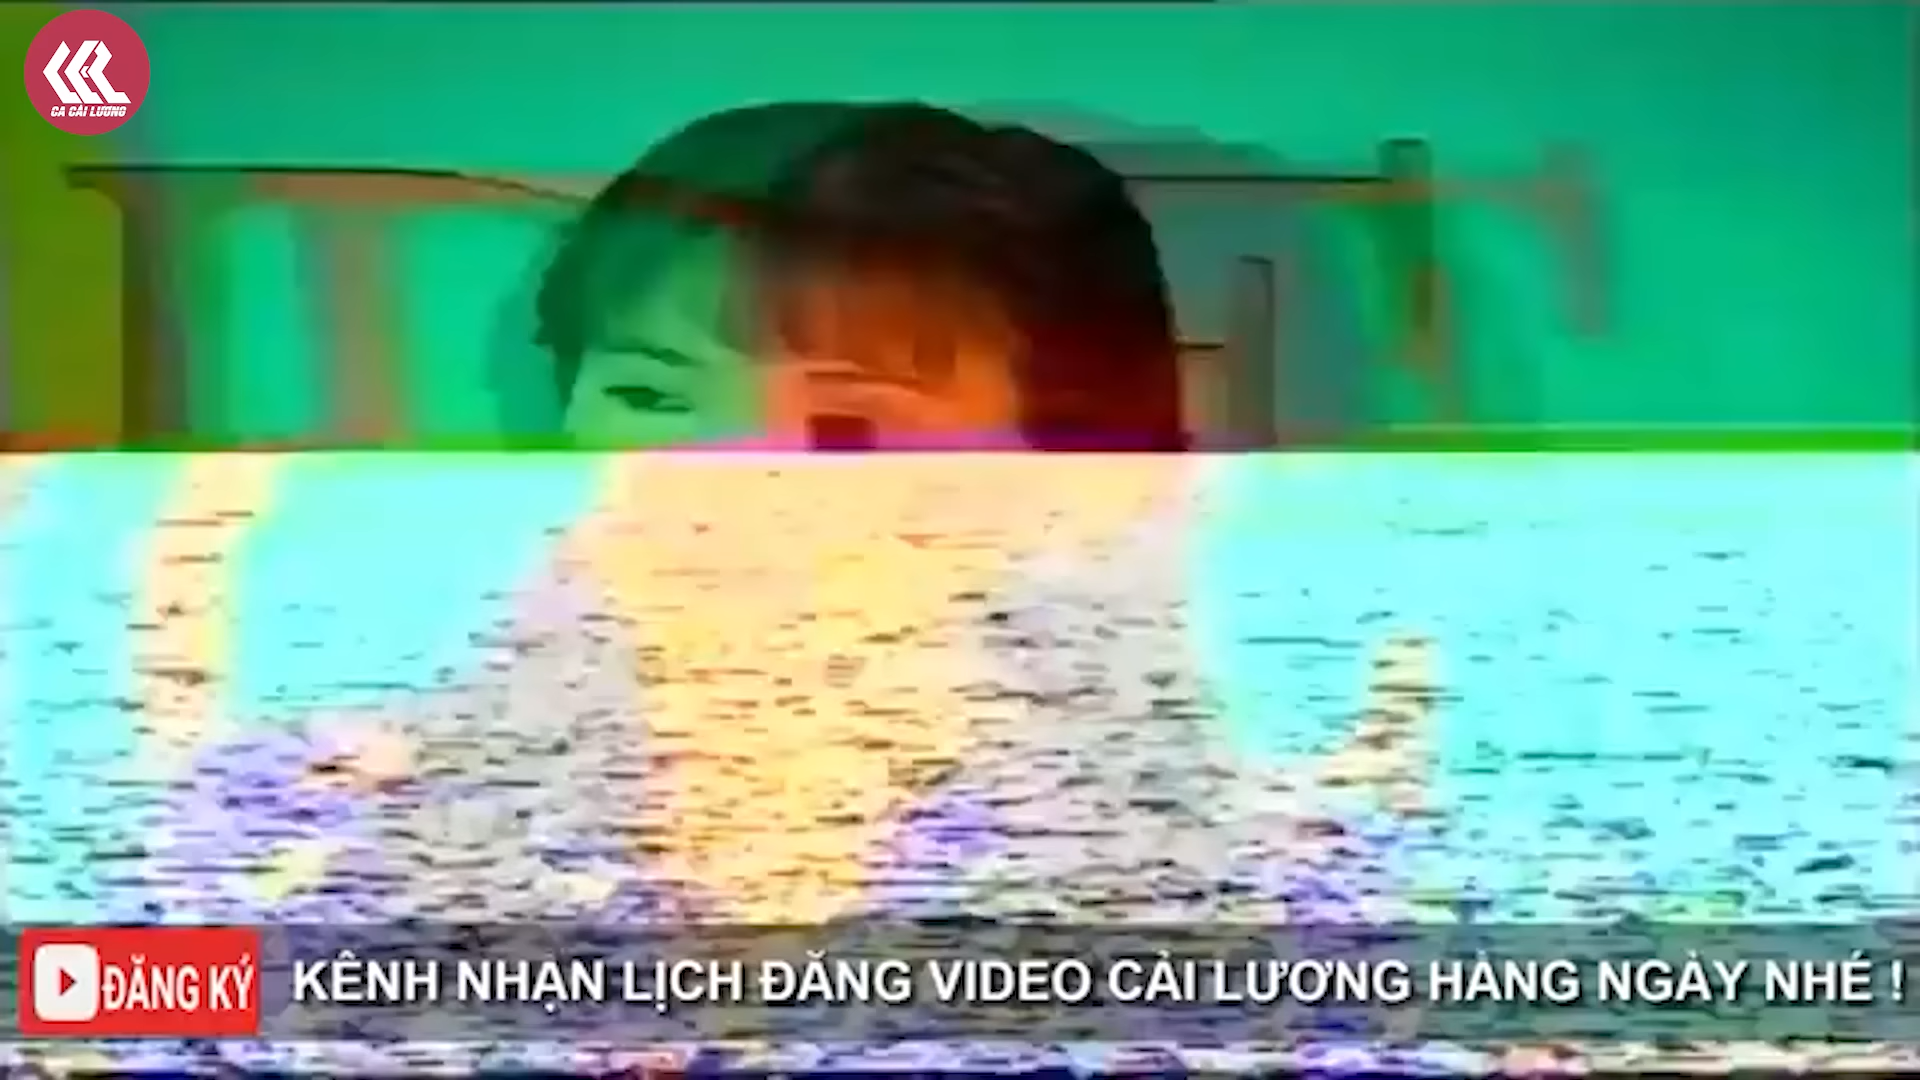 CA CẢI LƯƠNG
ĐĂNG KÝ KÊNH NHẬN LỊCH ĐĂNG VIDEO CẢI LƯƠNG HÀNG NGÀY NHÉ !